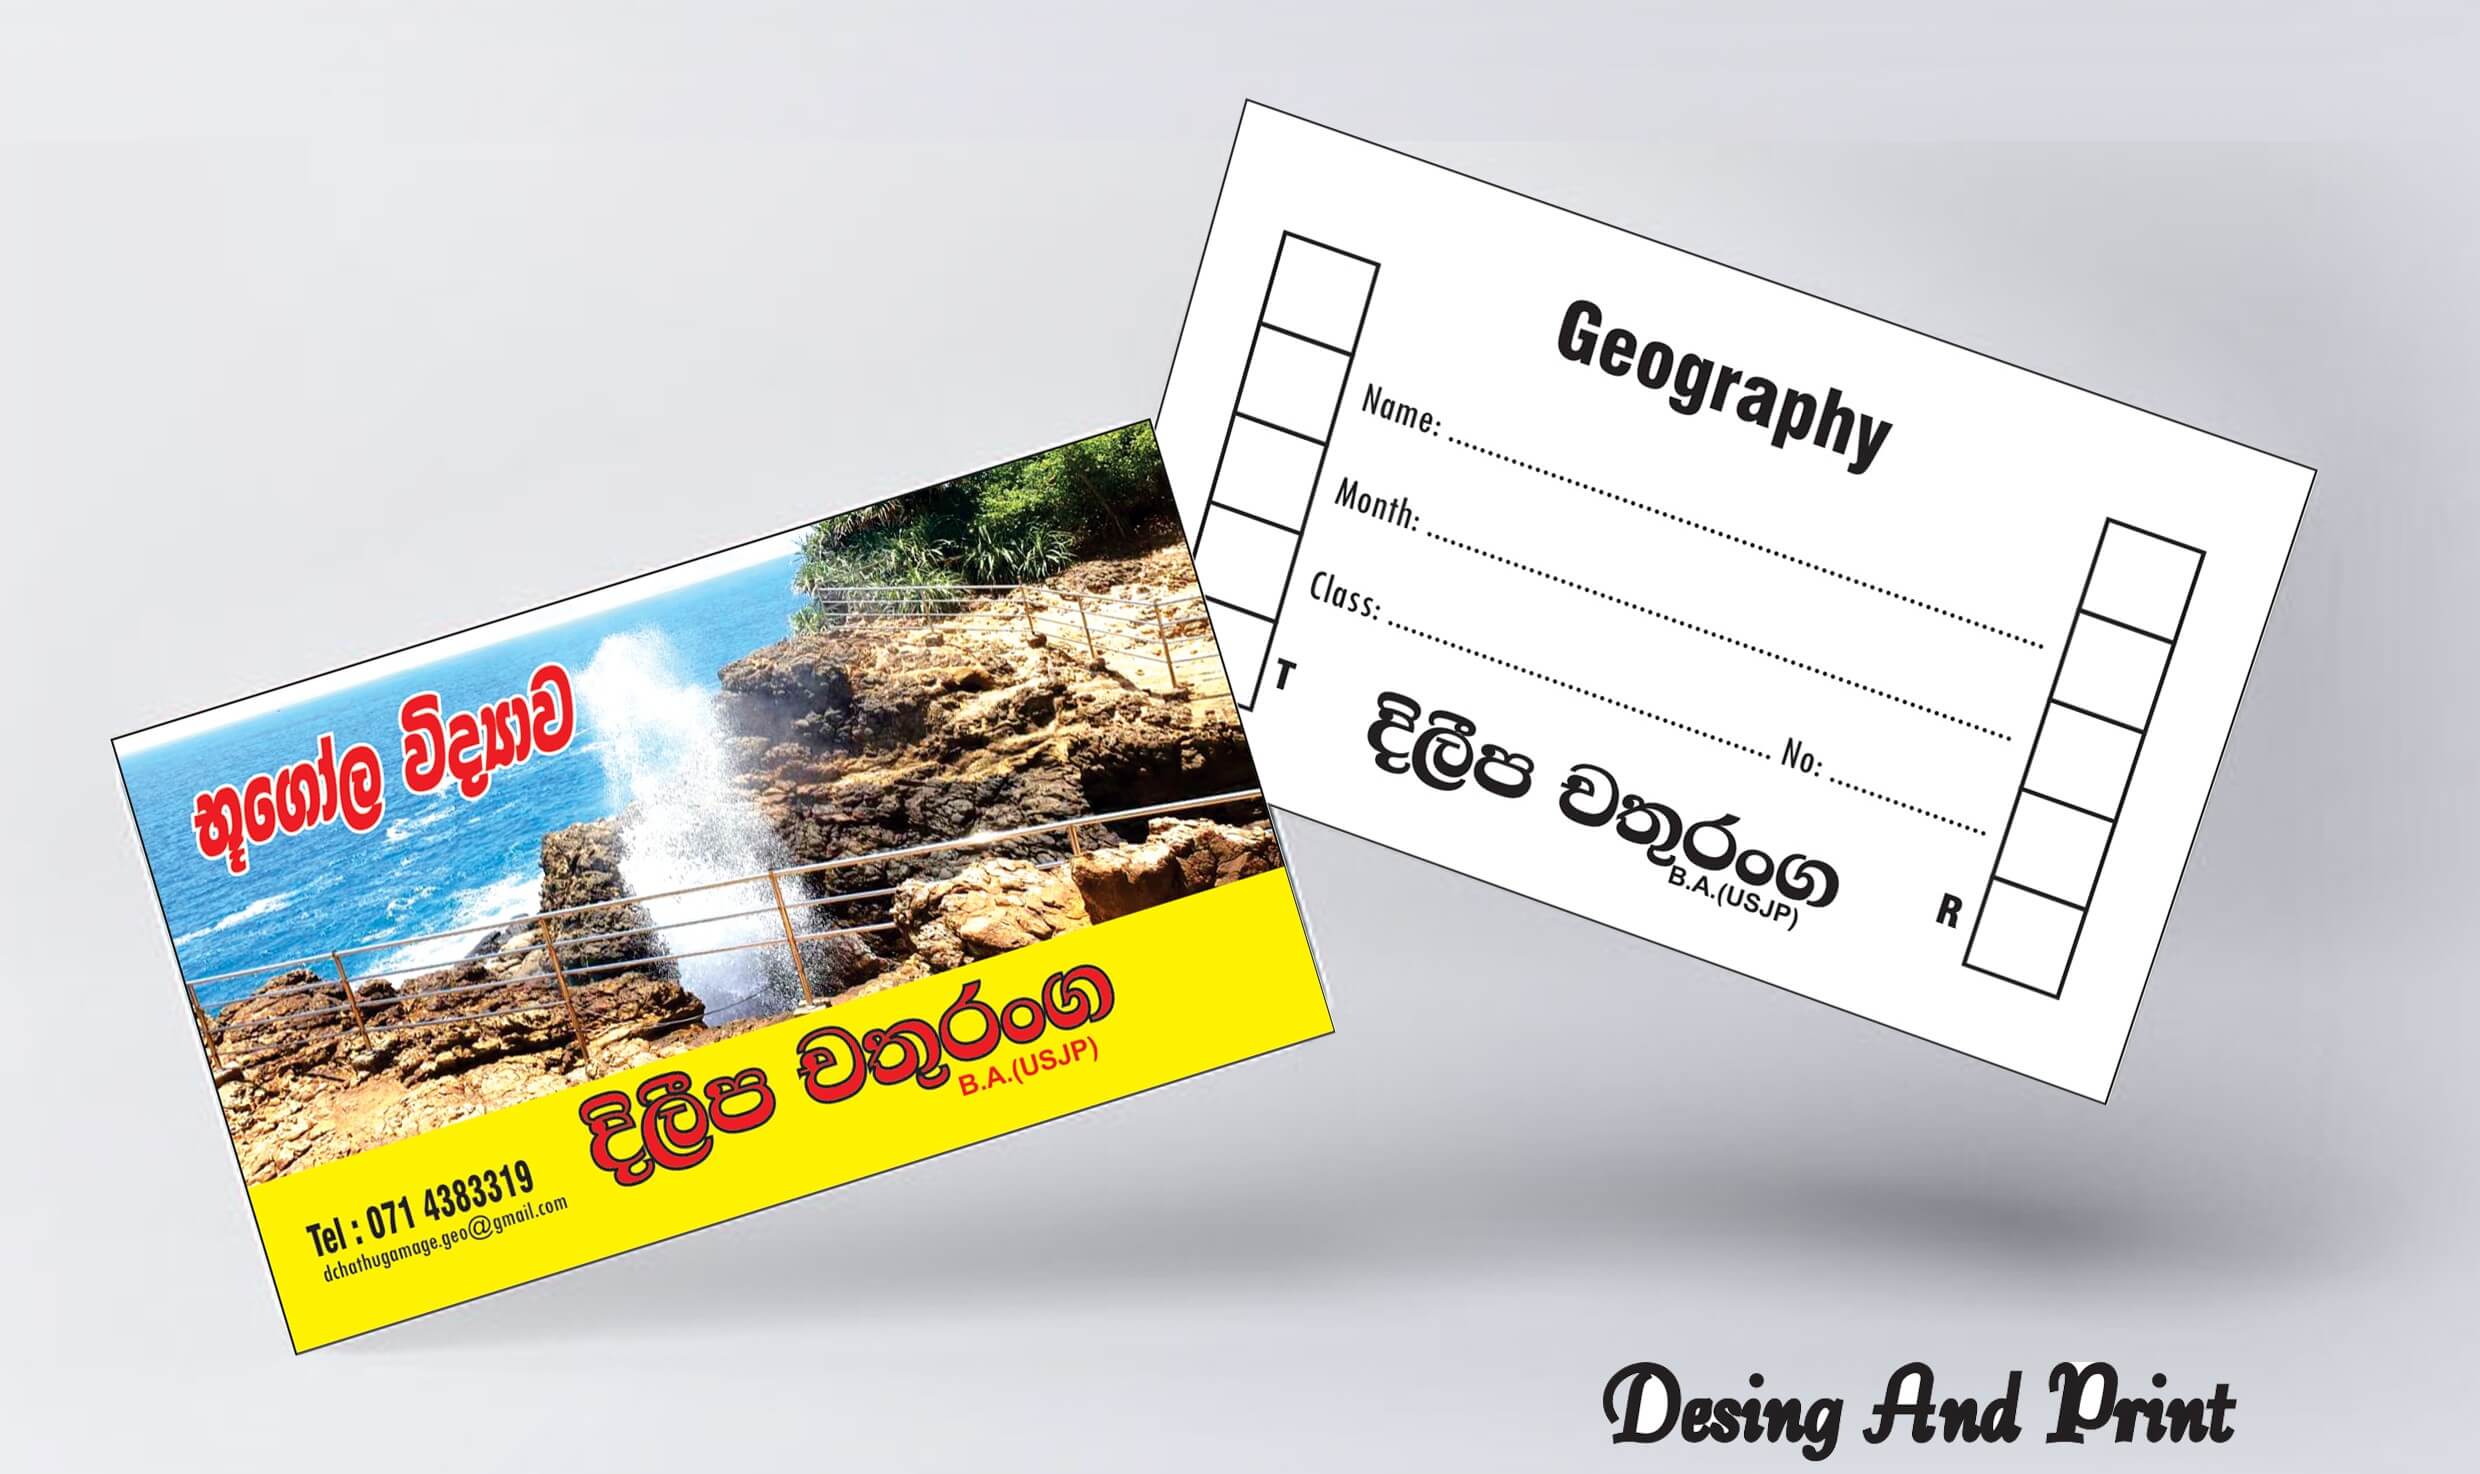 භූගෝල විද්‍යාව
දිලීප චතුරංග
B.A.(USJP)
Tel : 071 4383319
dchathugamage.geo@gmail.com
Geography
Name: ................................................
Month: ................................................
Class: ................................ No: .............
T
දිලීප චතුරංග
B.A.(USJP)
R
Desing And Print